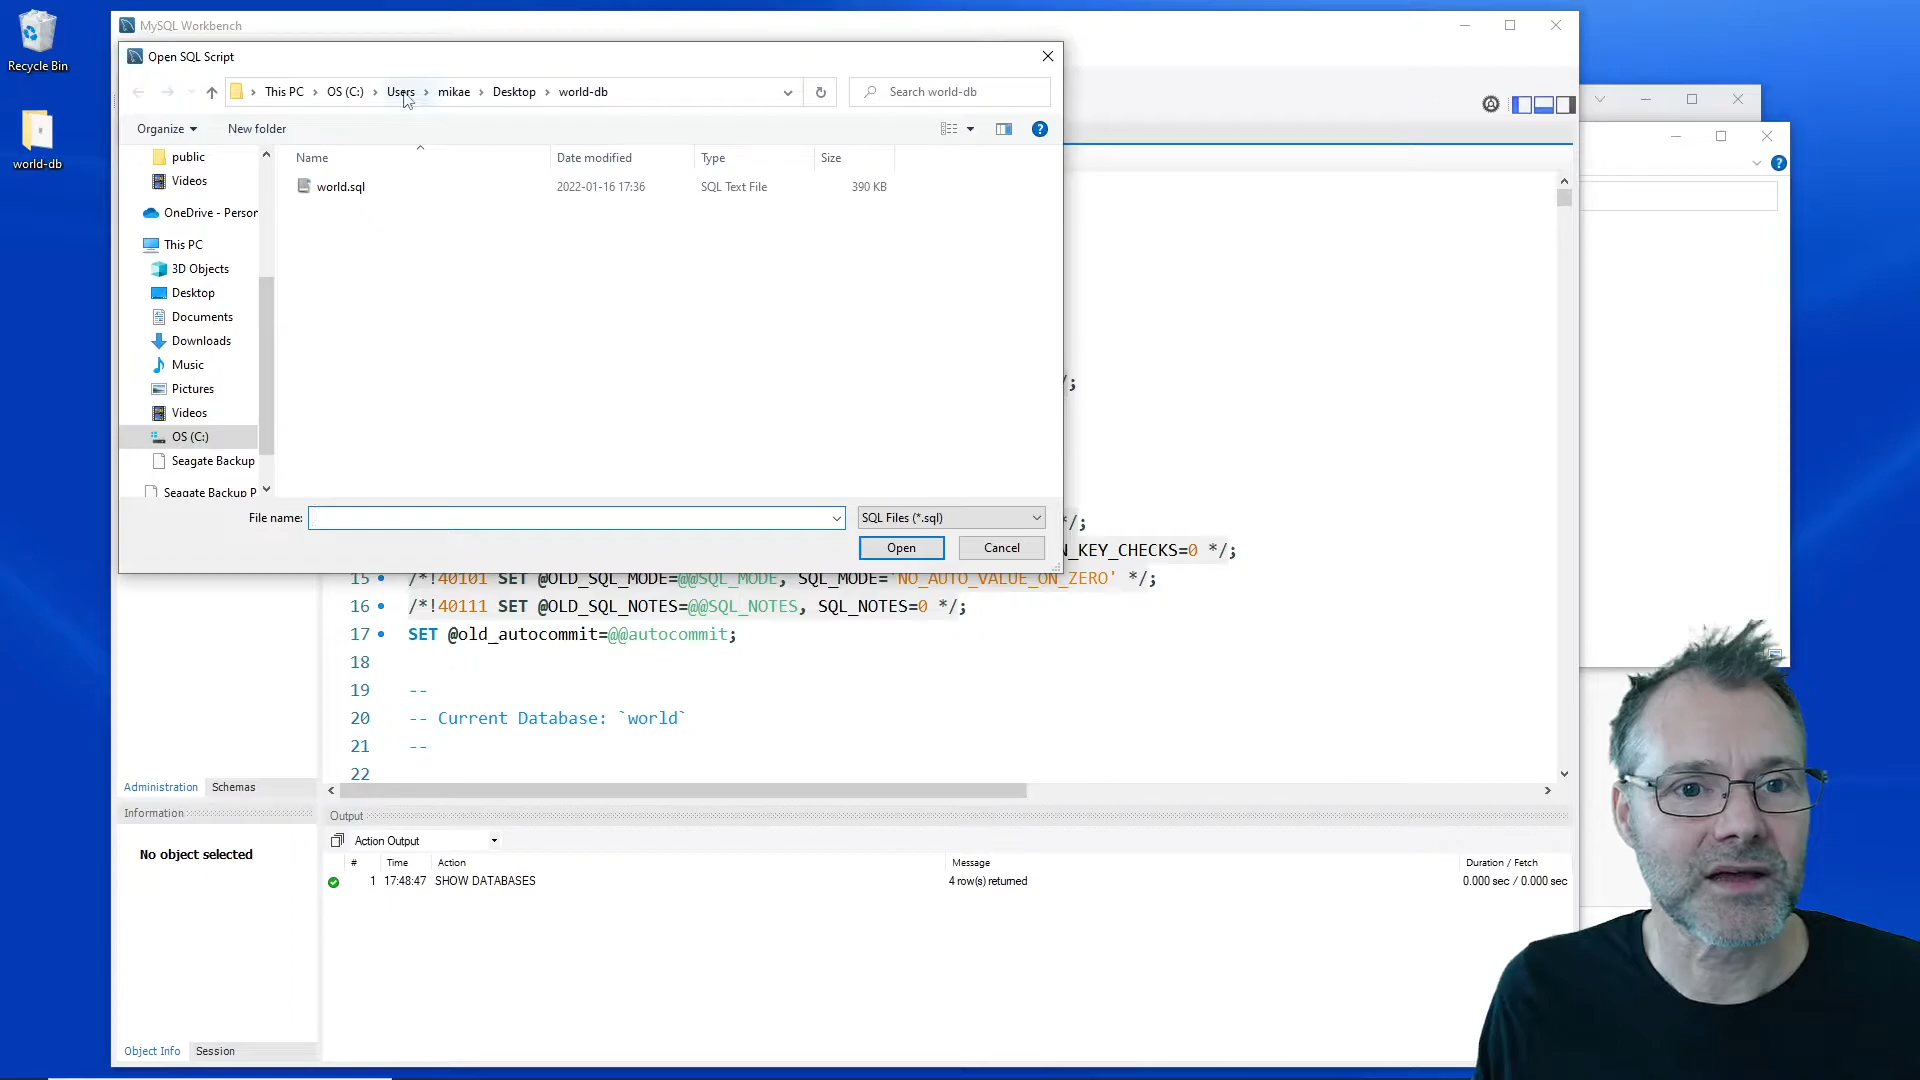 Recycle Bin
world-db
MySQL Workbench
Open SQL Script
This PC
OS (C:)
Users
mikae
Desktop
world-db
Search world-db
Organize
New folder
Name
Date modified
Type
Size
world.sql
2022-01-16 17:36
SQL Text File
390 KB
public
Videos
OneDrive - Person
This PC
3D Objects
Desktop
Documents
Downloads
Music
Pictures
Videos
OS (C:)
Seagate Backup
Seagate Backup P
File name:
SQL Files (*.sql)
Open
Cancel
/;
*/;
N_KEY_CHECKS=0 */;
15 /*!40101 SET @OLD_SQL_MODE=@@SQL_MODE, SQL_MODE='NO_AUTO_VALUE_ON_ZERO' */;
16 /*!40111 SET @OLD_SQL_NOTES=@@SQL_NOTES, SQL_NOTES=0 */;
17 SET @old_autocommit=@@autocommit;
18
19 --
20 -- Current Database: `world`
21 --
22
Administration
Schemas
Information
No object selected
Object Info
Session
Output
Action Output
# Time Action Message Duration / Fetch
1 17:48:47 SHOW DATABASES 4 row(s) returned 0.000 sec / 0.000 sec